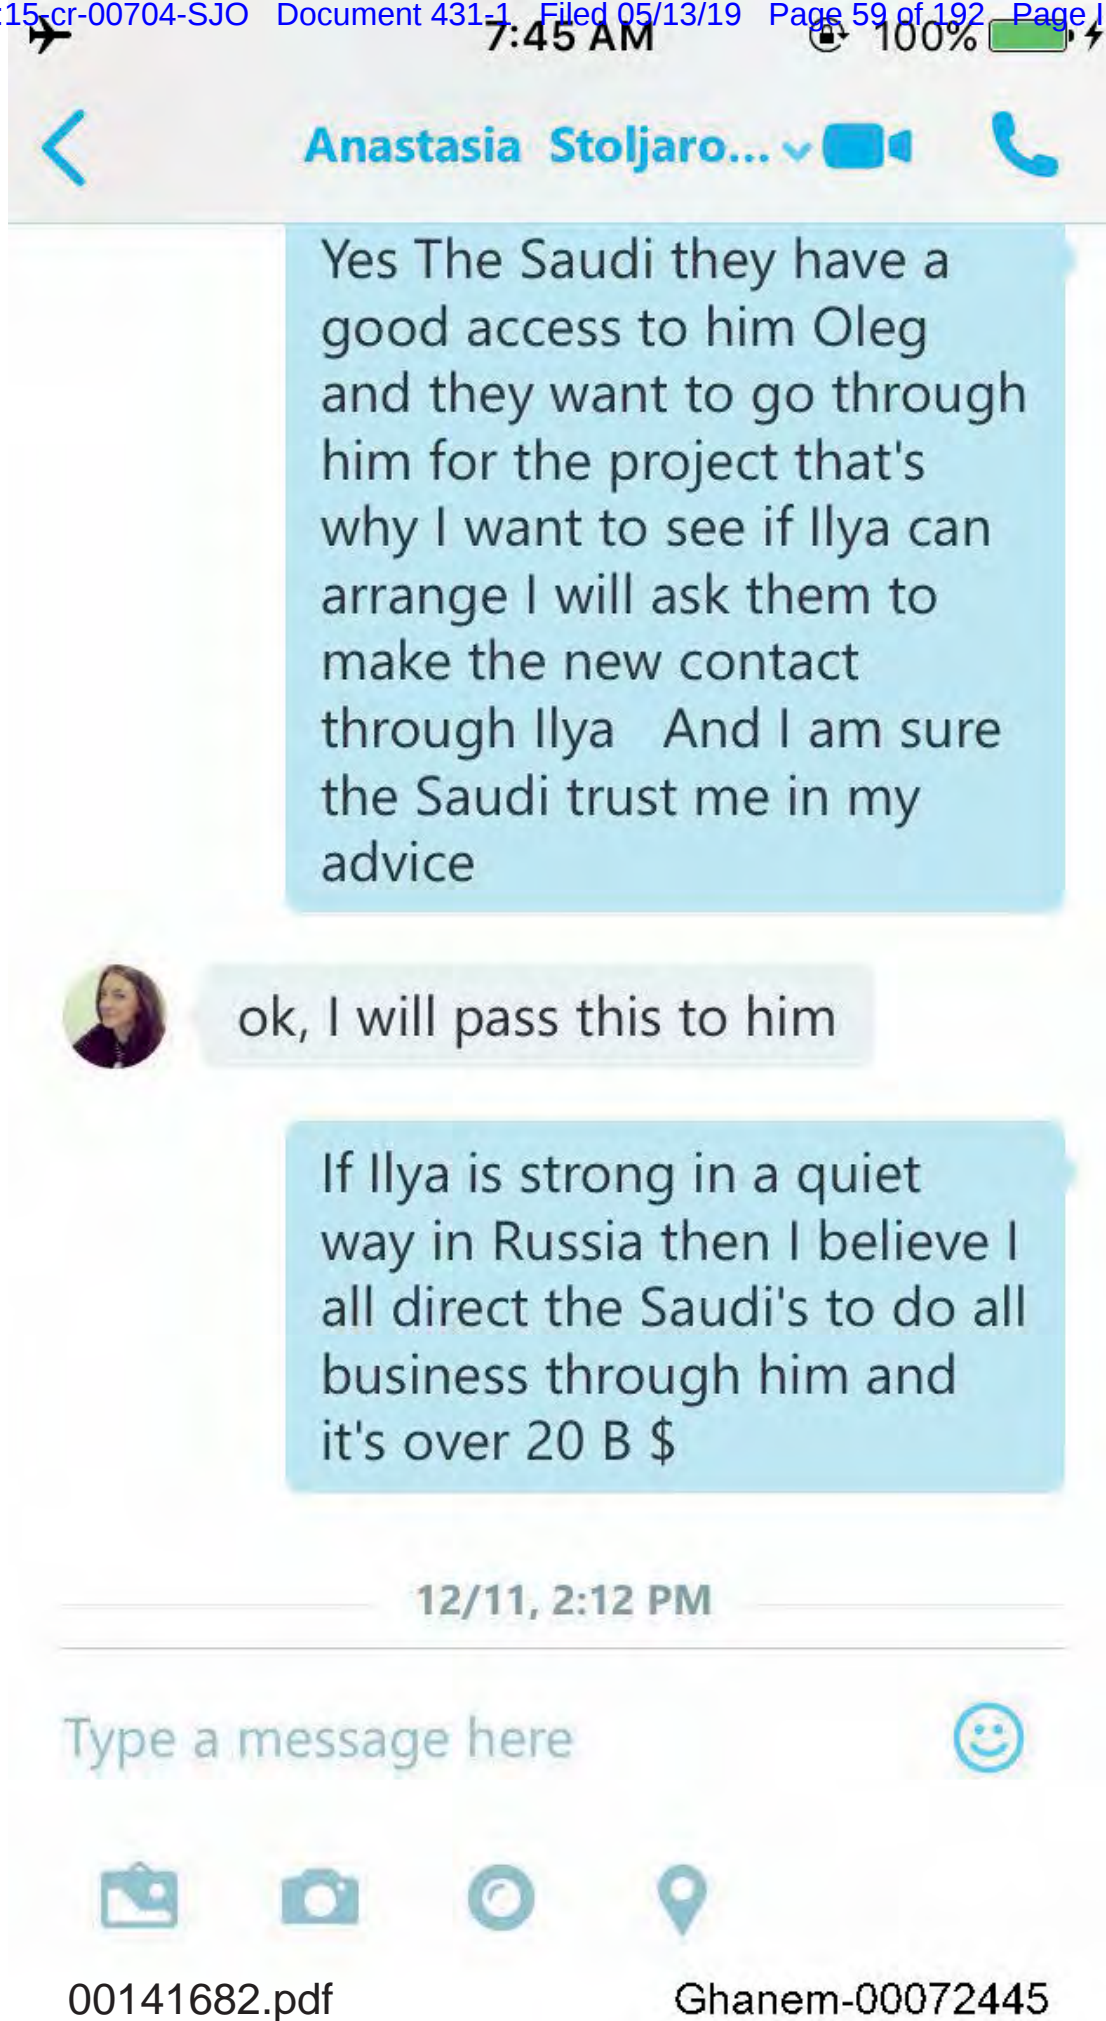 :15-cr-00704-SJO Document 431-1 Filed 05/13/19 Page 59 of 192 Page I
7:45 AM 100%
Anastasia Stoljaro...
Yes The Saudi they have a
good access to him Oleg
and they want to go through
him for the project that's
why I want to see if Ilya can
arrange I will ask them to
make the new contact
through Ilya And I am sure
the Saudi trust me in my
advice
ok, I will pass this to him
If Ilya is strong in a quiet
way in Russia then I believe I
all direct the Saudi's to do all
business through him and
it's over 20 B $
12/11, 2:12 PM
Type a message here
00141682.pdf Ghanem-00072445